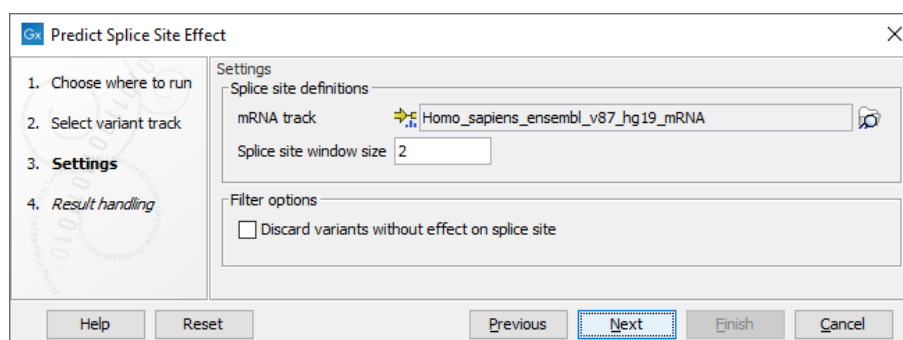 Gx Predict Splice Site Effect
1. Choose where to run
2. Select variant track
3. Settings
4. Result handling
Settings
Splice site definitions
mRNA track Homo_sapiens_ensembl_v87_hg19_mRNA
Splice site window size 2
Filter options
Discard variants without effect on splice site
Help Reset Previous Next Finish Cancel